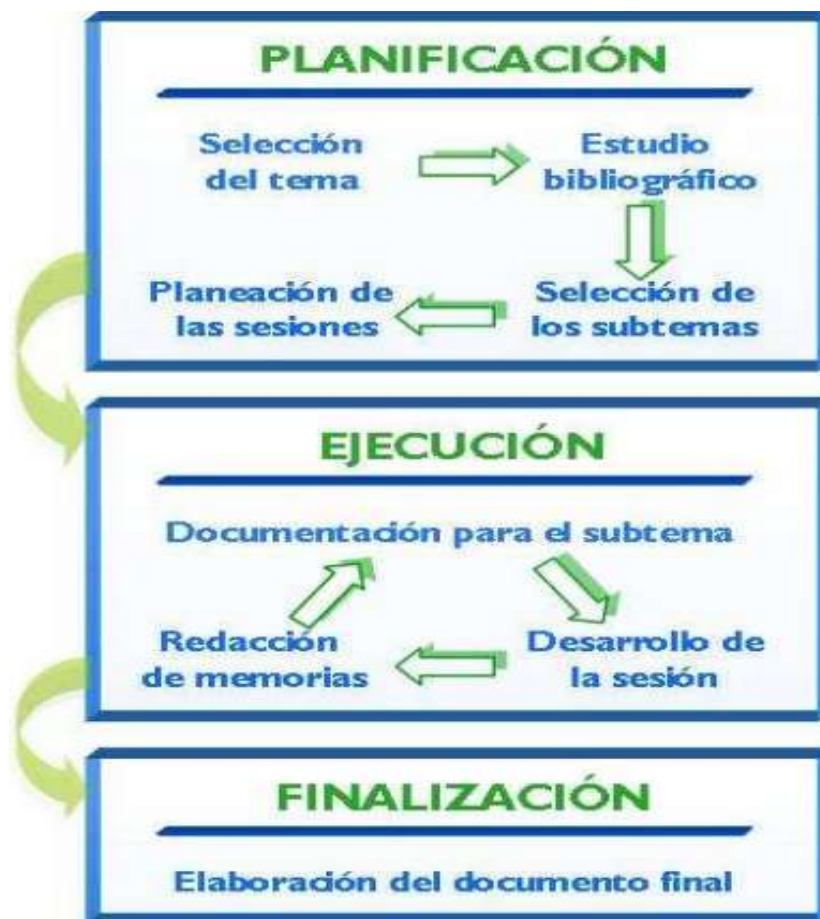 PLANIFICACIÓN
Selección
del tema
Estudio
bibliográfico
Planeación de
las sesiones
Selección de
los subtemas
EJECUCIÓN
Documentación para el subtema
Redacción
de memorias
Desarrollo de
la sesión
FINALIZACIÓN
Elaboración del documento final